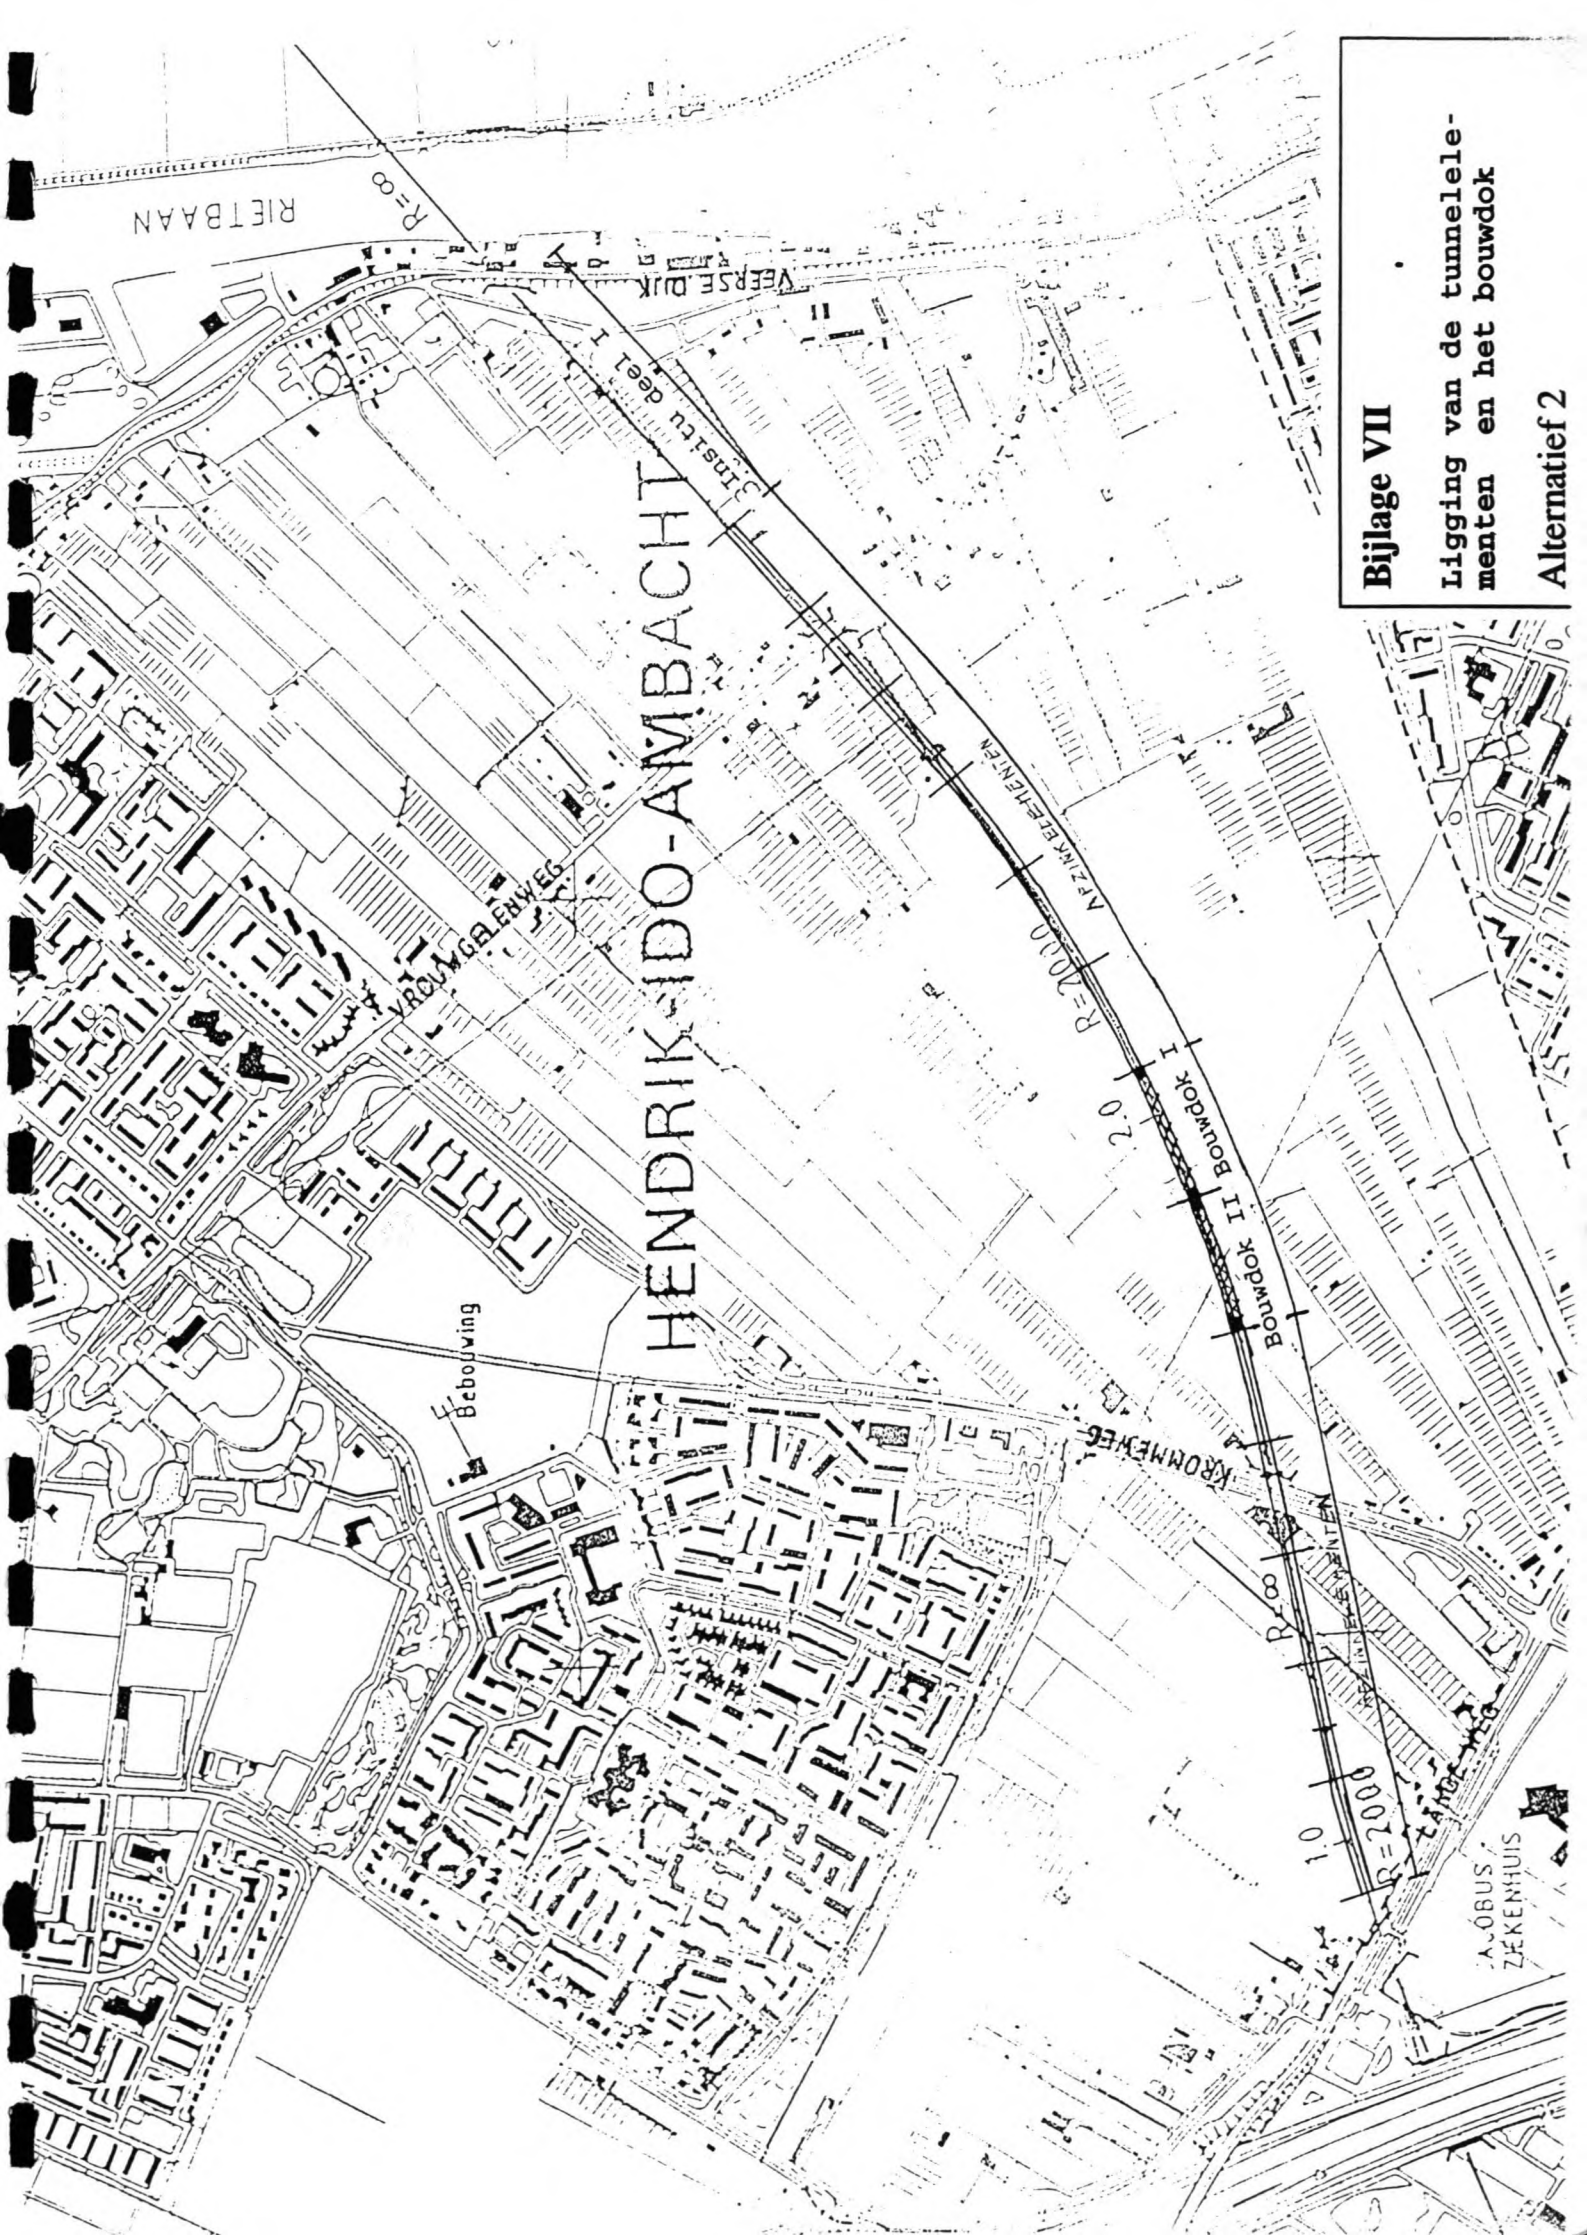 Bijlage VII
Ligging van de tunnelele-
menten en het bouwdok
Alternatief 2
RIETBAAN
R=∞
VEERSE DIJK
Insitu deel I
HENDRIK-IDO-AMBACHT
VROUWGELENWEG
AFZINKELEMENTEN
R=2000
2.0
Bouwdok I
Bouwdok II
Bebouwing
KROMMEWEG
R=∞
AFZINKELEMENTEN
1.0
R=2000
LANGE WEG
JACOBUS
ZIEKENHUIS